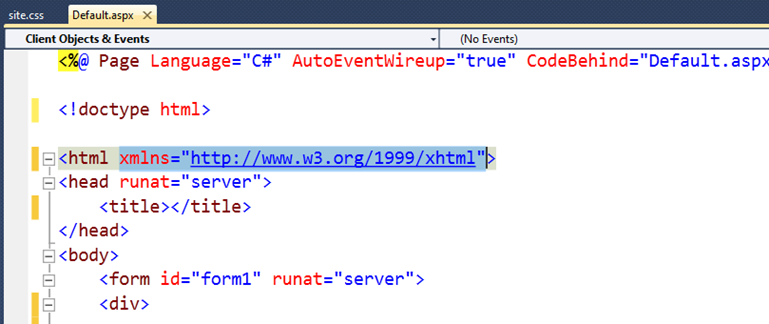 site.css Default.aspx
Client Objects & Events (No Events)
<%@ Page Language="C#" AutoEventWireup="true" CodeBehind="Default.aspx
<!doctype html>
<html xmlns="http://www.w3.org/1999/xhtml">
<head runat="server">
<title></title>
</head>
<body>
<form id="form1" runat="server">
<div>